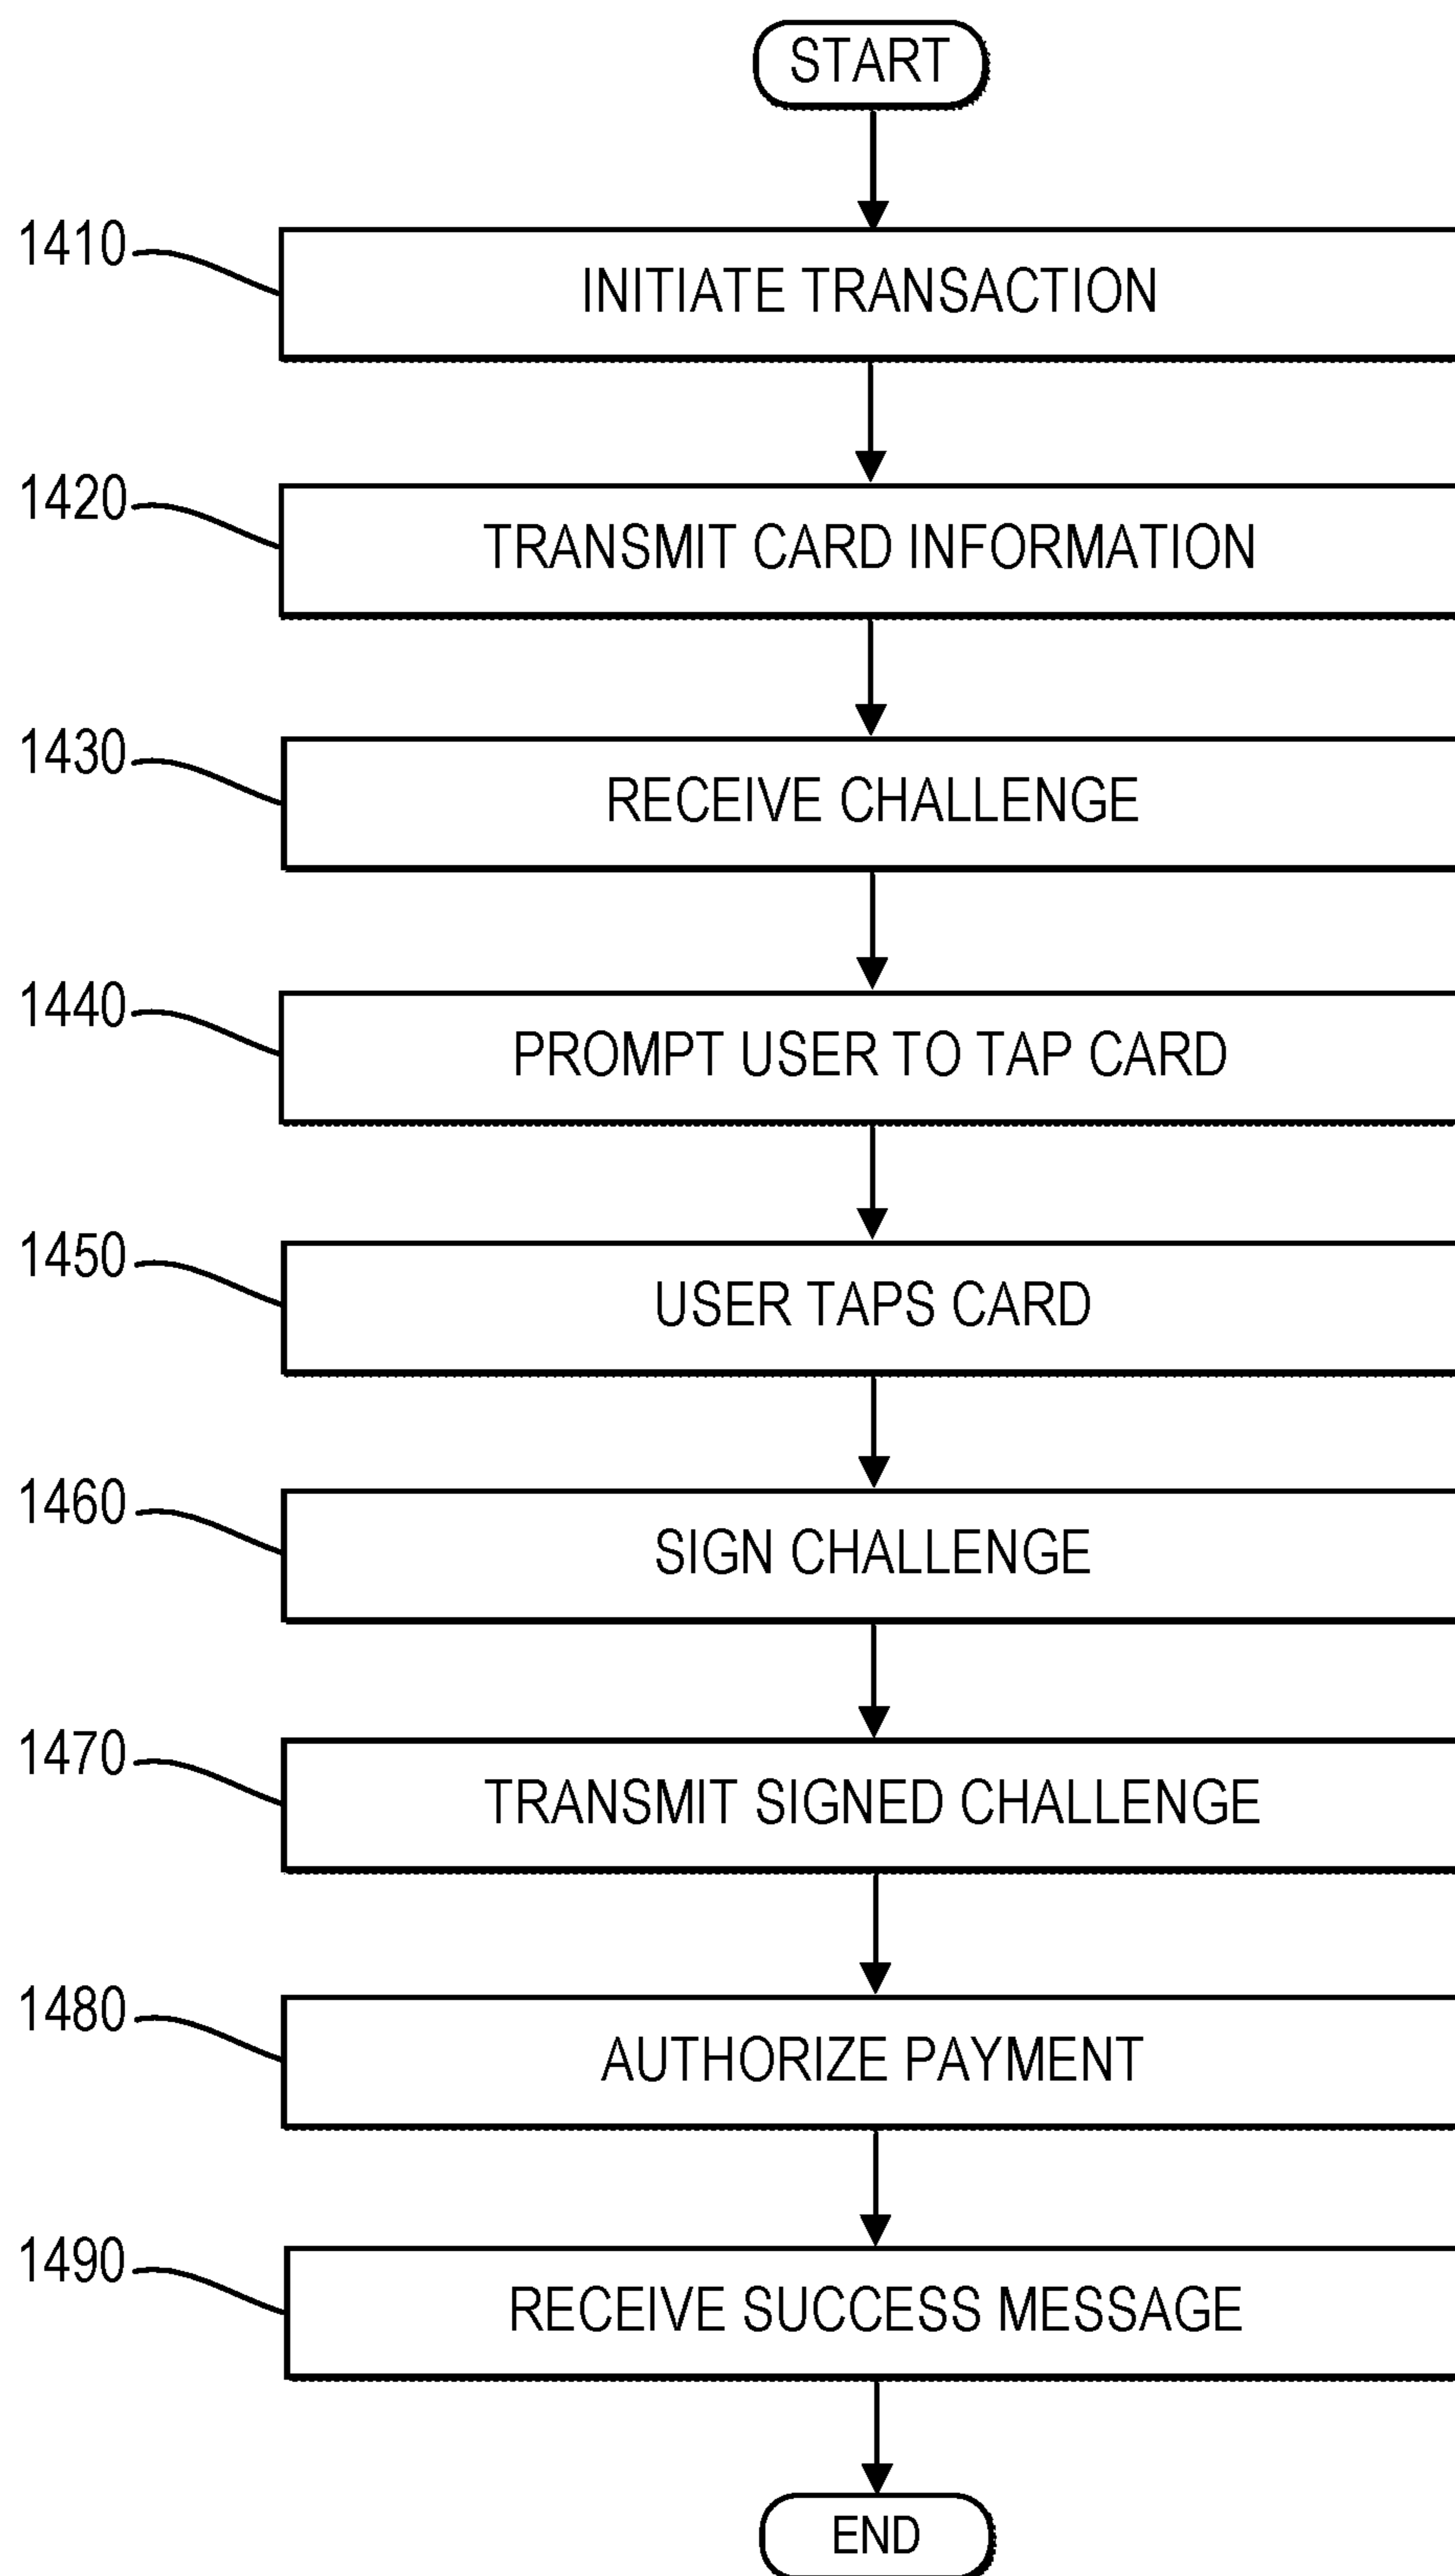 START
1410
INITIATE TRANSACTION
1420
TRANSMIT CARD INFORMATION
1430
RECEIVE CHALLENGE
1440
PROMPT USER TO TAP CARD
1450
USER TAPS CARD
1460
SIGN CHALLENGE
1470
TRANSMIT SIGNED CHALLENGE
1480
AUTHORIZE PAYMENT
1490
RECEIVE SUCCESS MESSAGE
END